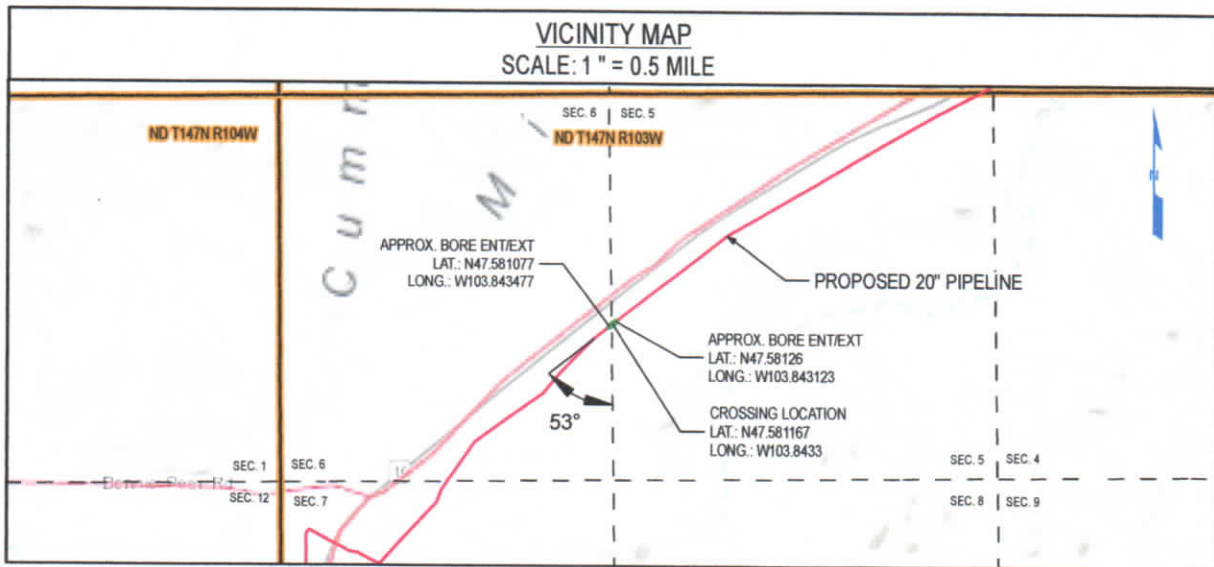 VICINITY MAP
SCALE: 1 " = 0.5 MILE
SEC. 6
SEC. 5
ND T147N R104W
ND T147N R103W
C u m m
M
N
APPROX. BORE ENT/EXT
LAT.: N47.581077
LONG.: W103.843477
PROPOSED 20" PIPELINE
APPROX. BORE ENT/EXT
LAT.: N47.58126
LONG.: W103.843123
53°
CROSSING LOCATION
LAT.: N47.581167
LONG.: W103.8433
SEC. 1
SEC. 6
SEC. 5
SEC. 4
16
Rd
SEC. 12
SEC. 7
SEC. 8
SEC. 9